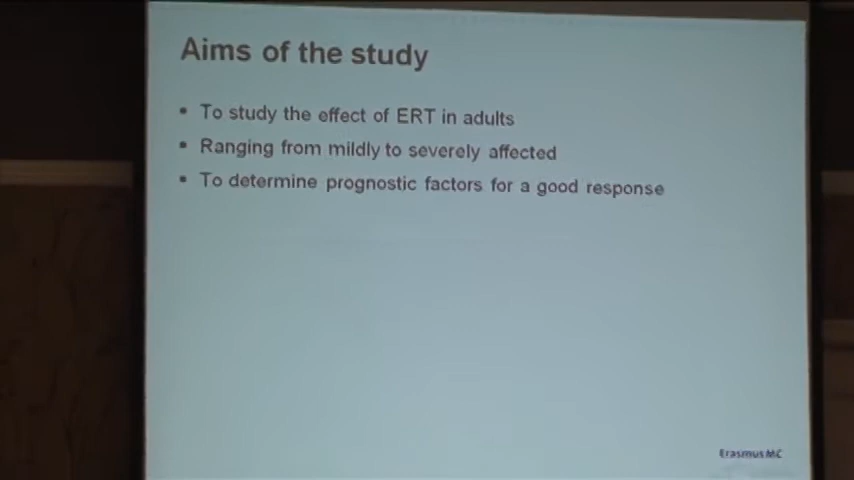 Aims of the study
• To study the effect of ERT in adults
• Ranging from mildly to severely affected
• To determine prognostic factors for a good response
Erasmus MC